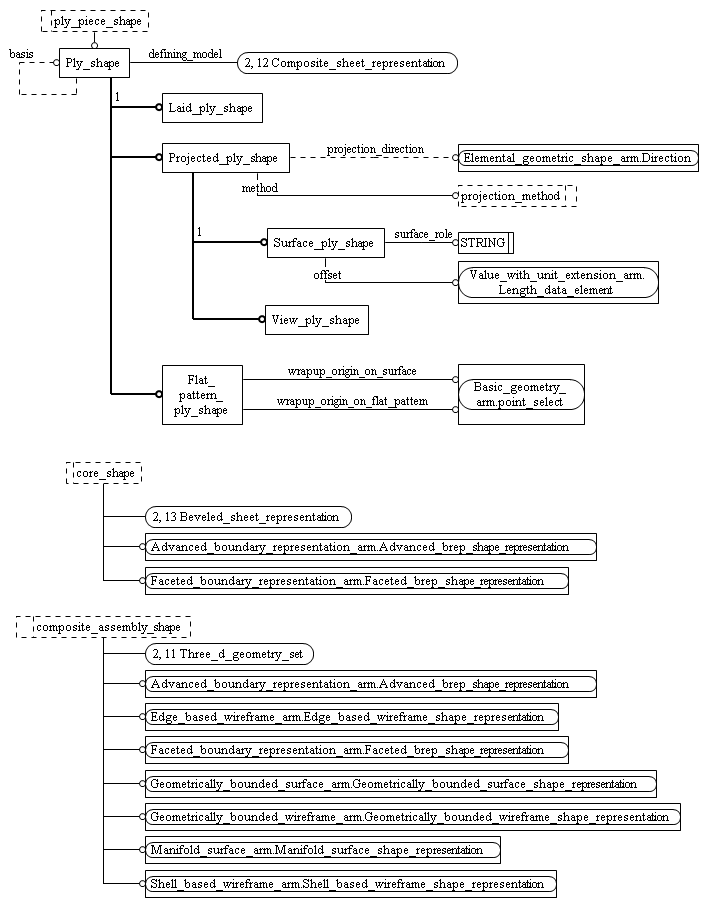 ply_piece_shape
basis
Ply_shape
defining_model
2, 12 Composite_sheet_representation
1
Laid_ply_shape
Projected_ply_shape
projection_direction
Elemental_geometric_shape_arm.Direction
method
projection_method
1
Surface_ply_shape
surface_role
STRING
offset
Value_with_unit_extension_arm.
Length_data_element
View_ply_shape
Flat_
pattern_
ply_shape
wrapup_origin_on_surface
wrapup_origin_on_flat_pattern
Basic_geometry_
arm.point_select
core_shape
2, 13 Beveled_sheet_representation
Advanced_boundary_representation_arm.Advanced_brep_shape_representation
Faceted_boundary_representation_arm.Faceted_brep_shape_representation
composite_assembly_shape
2, 11 Three_d_geometry_set
Advanced_boundary_representation_arm.Advanced_brep_shape_representation
Edge_based_wireframe_arm.Edge_based_wireframe_shape_representation
Faceted_boundary_representation_arm.Faceted_brep_shape_representation
Geometrically_bounded_surface_arm.Geometrically_bounded_surface_shape_representation
Geometrically_bounded_wireframe_arm.Geometrically_bounded_wireframe_shape_representation
Manifold_surface_arm.Manifold_surface_shape_representation
Shell_based_wireframe_arm.Shell_based_wireframe_shape_representation